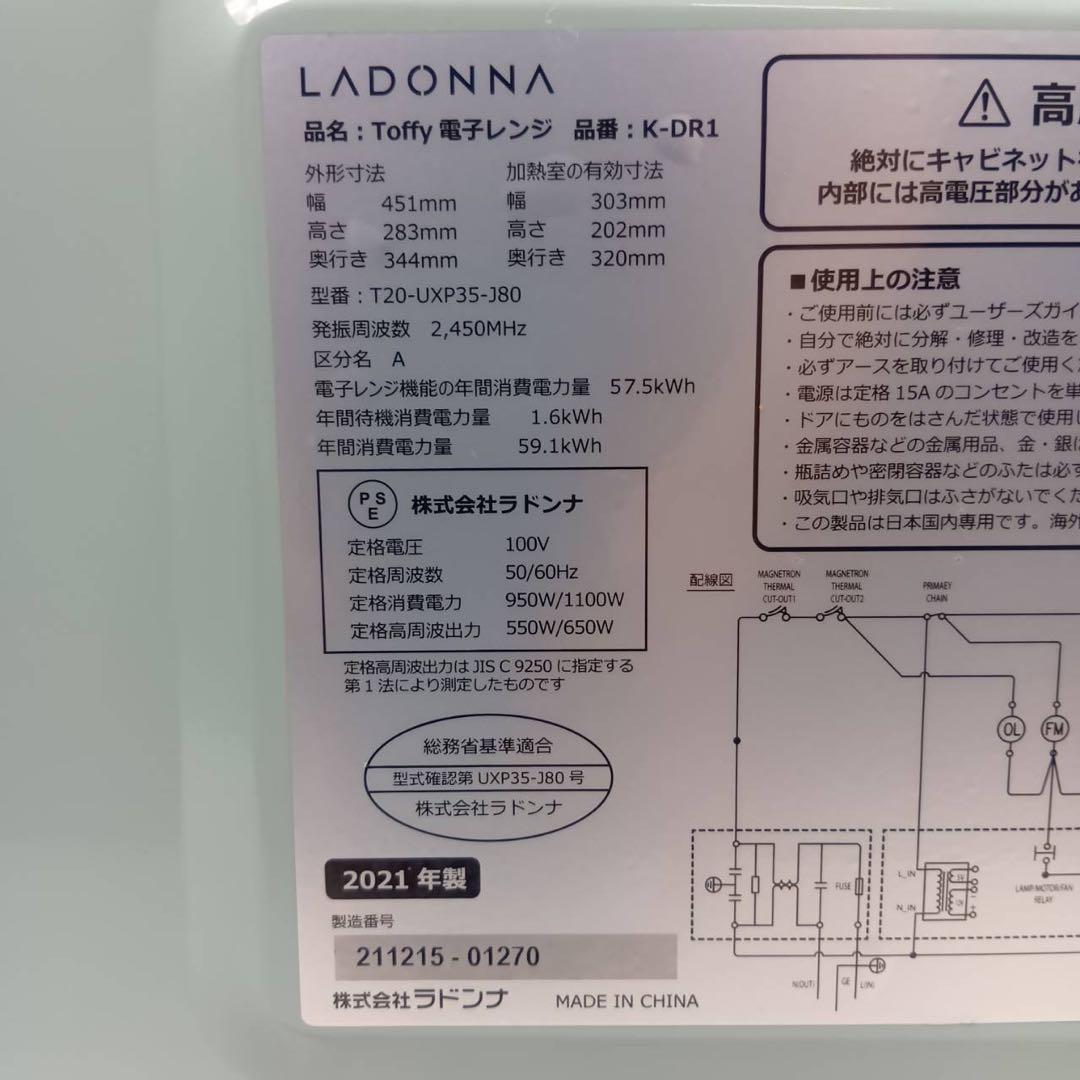 LADONNA
品名：Toffy 電子レンジ 品番：K-DR1
外形寸法 加熱室の有効寸法
幅 451mm 幅 303mm
高さ 283mm 高さ 202mm
奥行き 344mm 奥行き 320mm
型番：T20-UXP35-J80
発振周波数 2,450MHz
区分名 A
電子レンジ機能の年間消費電力量 57.5kWh
年間待機消費電力量 1.6kWh
年間消費電力量 59.1kWh
PSE 株式会社ラドンナ
定格電圧 100V
定格周波数 50/60Hz
定格消費電力 950W/1100W
定格高周波出力 550W/650W
定格高周波出力は JIS C 9250 に指定する
第1法により測定したものです
総務省基準適合
型式確認第 UXP35-J80 号
株式会社ラドンナ
2021 年製
製造番号
211215 - 01270
株式会社ラドンナ MADE IN CHINA
高
絶対にキャビネット
内部には高電圧部分が
■使用上の注意
・ご使用前には必ずユーザーズガイ
・自分で絶対に分解・修理・改造を
・必ずアースを取り付けてご使用く
・電源は定格 15A のコンセントを単
・ドアにものをはさんだ状態で使用
・金属容器などの金属用品、金・銀
・瓶詰めや密閉容器などのふたは必ず
・吸気口や排気口はふさがないでくだ
・この製品は日本国内専用です。海外
配線図
MAGNETRON THERMAL CUT-OUT1
MAGNETRON THERMAL CUT-OUT2
PRIMAEY CHAIN
OL
FM
FUSE
L_IN
N_IN
5V
12V
LAMP/MOTOR/FAN
RELAY
N(OUT) GE L(IN)